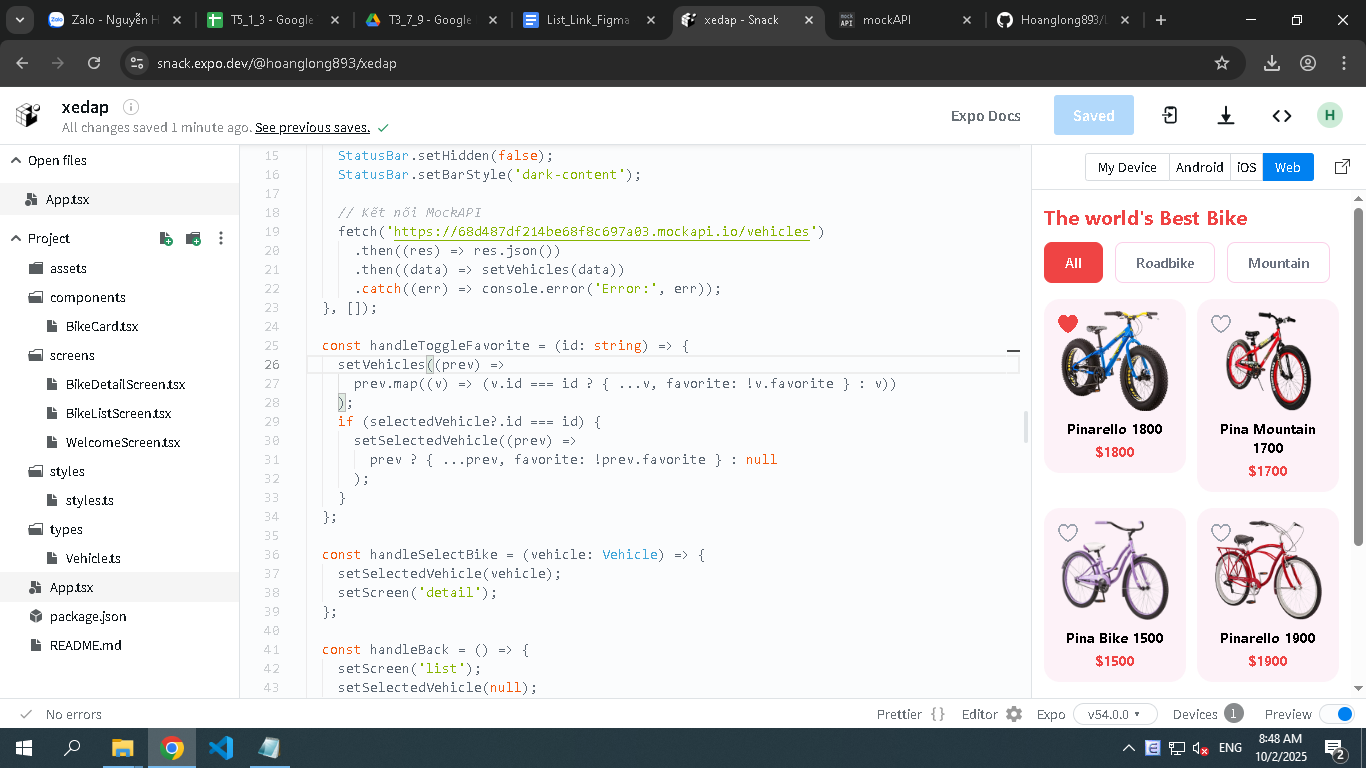 Zalo - Nguyễn H
T5_1_3 - Google
T3_7_9 - Google
List_Link_Figma
xedap - Snack
mockAPI
Hoanglong893/L
snack.expo.dev/@hoanglong893/xedap
xedap
All changes saved 1 minute ago. See previous saves.
Expo Docs
Saved
H
Open files
App.tsx
Project
assets
components
BikeCard.tsx
screens
BikeDetailScreen.tsx
BikeListScreen.tsx
WelcomeScreen.tsx
styles
styles.ts
types
Vehicle.ts
App.tsx
package.json
README.md
15 StatusBar.setHidden(false);
16 StatusBar.setBarStyle('dark-content');
17
18 // Kết nối MockAPI
19 fetch('https://68d487df214be68f8c697a03.mockapi.io/vehicles')
20 .then((res) => res.json())
21 .then((data) => setVehicles(data))
22 .catch((err) => console.error('Error:', err));
23 }, []);
24
25 const handleToggleFavorite = (id: string) => {
26 setVehicles((prev) =>
27 prev.map((v) => (v.id === id ? { ...v, favorite: !v.favorite } : v))
28 );
29 if (selectedVehicle?.id === id) {
30 setSelectedVehicle((prev) =>
31 prev ? { ...prev, favorite: !prev.favorite } : null
32 );
33 }
34 };
35
36 const handleSelectBike = (vehicle: Vehicle) => {
37 setSelectedVehicle(vehicle);
38 setScreen('detail');
39 };
40
41 const handleBack = () => {
42 setScreen('list');
43 setSelectedVehicle(null);
My Device Android iOS Web
The world's Best Bike
All Roadbike Mountain
Pinarello 1800
$1800
Pina Mountain
1700
$1700
Pina Bike 1500
$1500
Pinarello 1900
$1900
No errors
Prettier {} Editor Expo v54.0.0 Devices 1 Preview
ENG
8:48 AM
10/2/2025
2